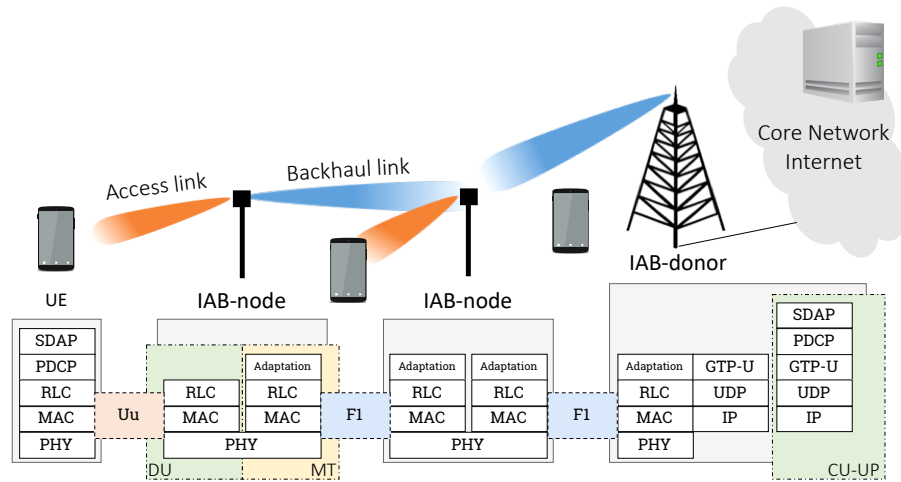 Core Network
Internet
Access link
Backhaul link
UE
IAB-node
IAB-node
IAB-donor
SDAP
PDCP
RLC
MAC
PHY
Uu
RLC
MAC
Adaptation
RLC
MAC
PHY
DU
MT
F1
Adaptation
RLC
MAC
Adaptation
RLC
MAC
PHY
F1
Adaptation
RLC
MAC
PHY
GTP-U
UDP
IP
SDAP
PDCP
GTP-U
UDP
IP
CU-UP